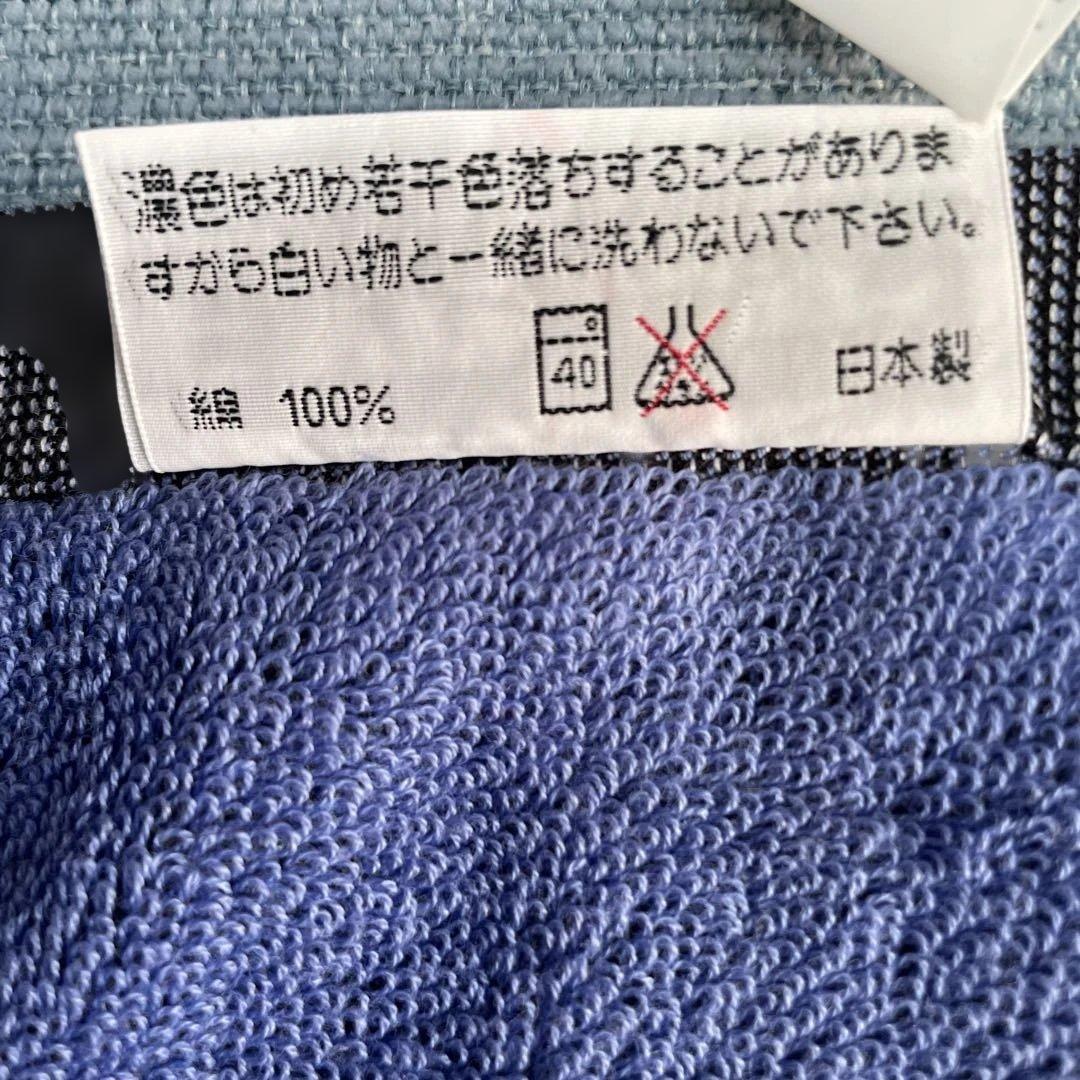 濃色は初め若干色落ちすることがありま
すから白い物と一緒に洗わないで下さい。
綿 100% 40 日本製